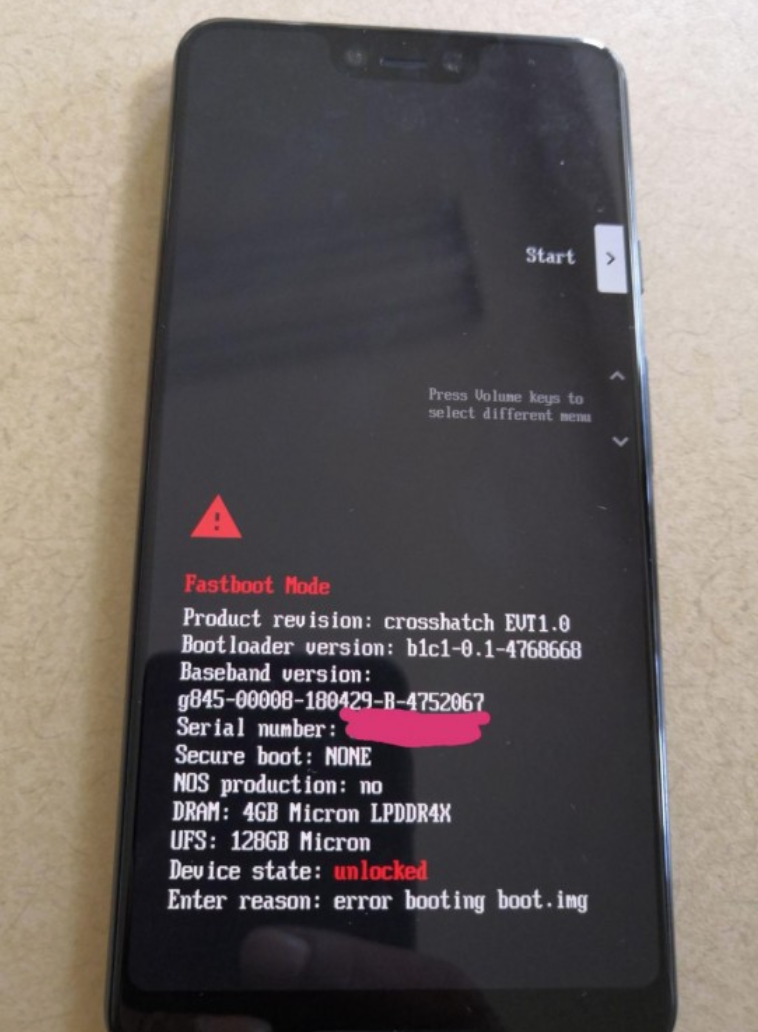 Start
>
Press Volume keys to
select different menu
Fastboot Mode
Product revision: crosshatch EVT1.0
Bootloader version: b1c1-0.1-4768668
Baseband version:
g845-00008-180429-B-4752067
Serial number:
Secure boot: NONE
NOS production: no
DRAM: 4GB Micron LPDDR4X
UFS: 128GB Micron
Device state: unlocked
Enter reason: error booting boot.img